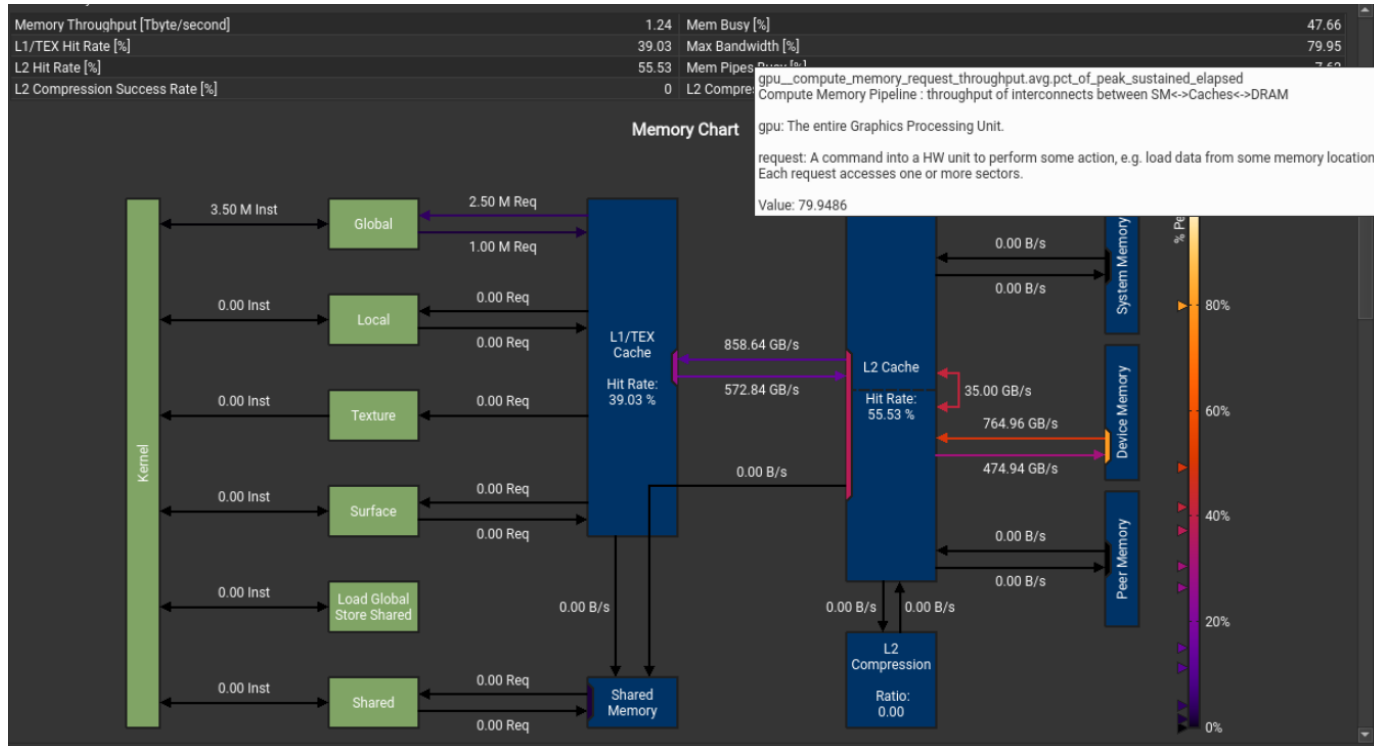 Memory Throughput [Tbyte/second] 1.24 Mem Busy [%] 47.66
L1/TEX Hit Rate [%] 39.03 Max Bandwidth [%] 79.95
L2 Hit Rate [%] 55.53 Mem Pipes Busy [%] 7.62
L2 Compression Success Rate [%] 0 L2 Compre
gpu__compute_memory_request_throughput.avg.pct_of_peak_sustained_elapsed
Compute Memory Pipeline : throughput of interconnects between SM<->Caches<->DRAM
gpu: The entire Graphics Processing Unit.
request: A command into a HW unit to perform some action, e.g. load data from some memory location
Each request accesses one or more sectors.
Value: 79.9486
Memory Chart
Kernel
3.50 M Inst
Global
2.50 M Req
1.00 M Req
0.00 Inst
Local
0.00 Req
0.00 Req
0.00 Inst
Texture
0.00 Req
0.00 Inst
Surface
0.00 Req
0.00 Req
0.00 Inst
Load Global
Store Shared
0.00 Inst
Shared
0.00 Req
0.00 Req
L1/TEX
Cache
Hit Rate:
39.03 %
0.00 B/s
Shared
Memory
858.64 GB/s
572.84 GB/s
0.00 B/s
L2 Cache
Hit Rate:
55.53 %
35.00 GB/s
0.00 B/s
0.00 B/s
L2
Compression
Ratio:
0.00
0.00 B/s
0.00 B/s
System Memory
764.96 GB/s
474.94 GB/s
Device Memory
0.00 B/s
0.00 B/s
Peer Memory
% Pe
80%
60%
40%
20%
0%